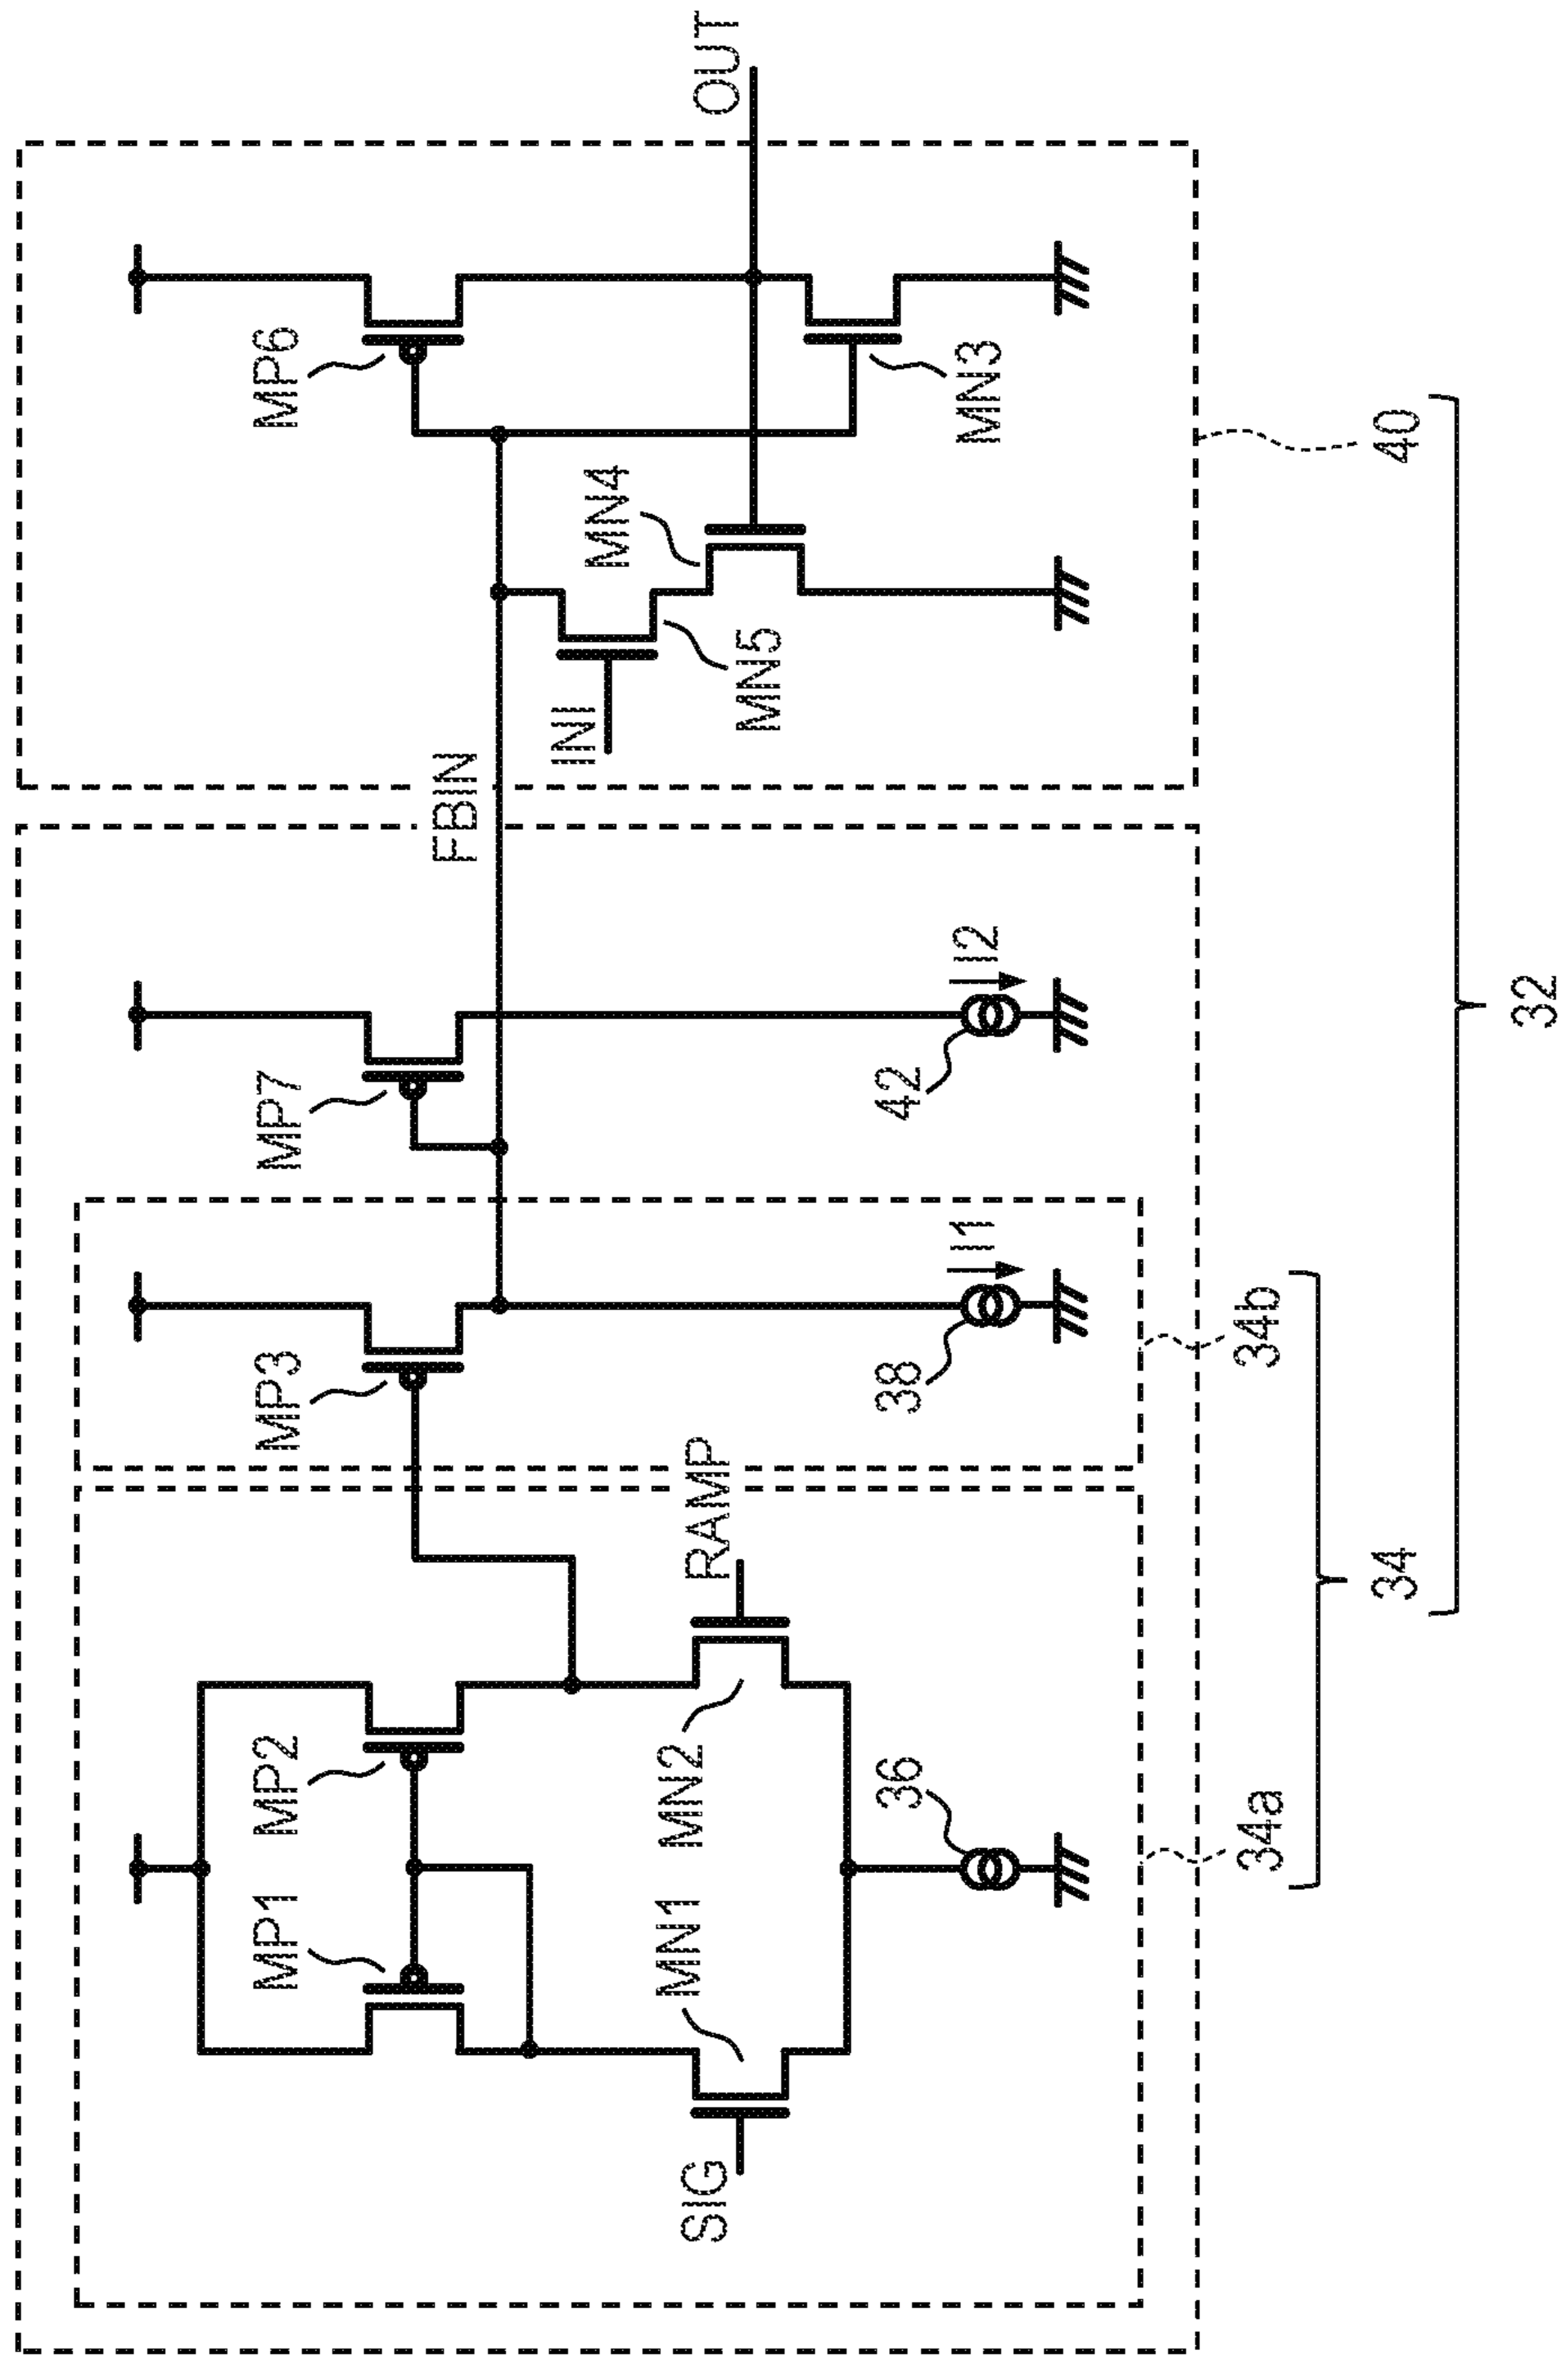 SIG
MP1
MP2
MN1
MN2
RAMP
36
MP3
38
I1
MP7
42
I2
FBIN
INI
MN5
MN4
MP6
MN3
OUT
34a
34b
34
40
32